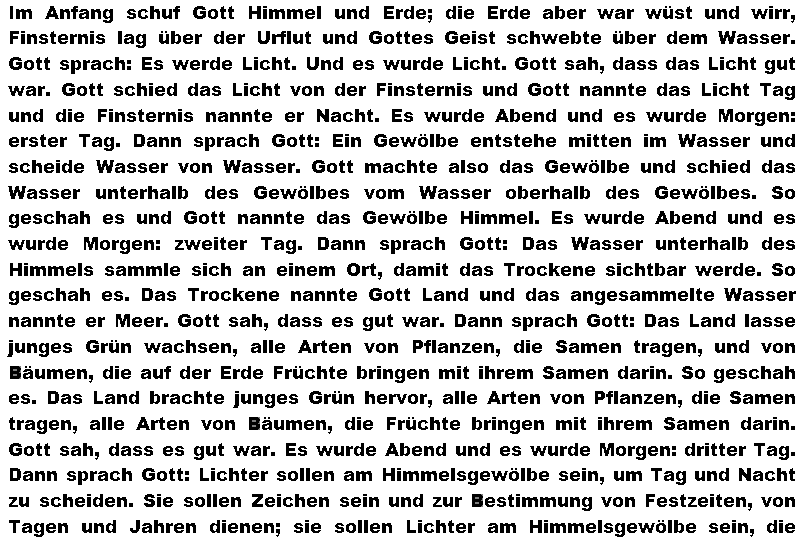 Im Anfang schuf Gott Himmel und Erde; die Erde aber war wüst und wirr,
Finsternis lag über der Urflut und Gottes Geist schwebte über dem Wasser.
Gott sprach: Es werde Licht. Und es wurde Licht. Gott sah, dass das Licht gut
war. Gott schied das Licht von der Finsternis und Gott nannte das Licht Tag
und die Finsternis nannte er Nacht. Es wurde Abend und es wurde Morgen:
erster Tag. Dann sprach Gott: Ein Gewölbe entstehe mitten im Wasser und
scheide Wasser von Wasser. Gott machte also das Gewölbe und schied das
Wasser unterhalb des Gewölbes vom Wasser oberhalb des Gewölbes. So
geschah es und Gott nannte das Gewölbe Himmel. Es wurde Abend und es
wurde Morgen: zweiter Tag. Dann sprach Gott: Das Wasser unterhalb des
Himmels sammle sich an einem Ort, damit das Trockene sichtbar werde. So
geschah es. Das Trockene nannte Gott Land und das angesammelte Wasser
nannte er Meer. Gott sah, dass es gut war. Dann sprach Gott: Das Land lasse
junges Grün wachsen, alle Arten von Pflanzen, die Samen tragen, und von
Bäumen, die auf der Erde Früchte bringen mit ihrem Samen darin. So geschah
es. Das Land brachte junges Grün hervor, alle Arten von Pflanzen, die Samen
tragen, alle Arten von Bäumen, die Früchte bringen mit ihrem Samen darin.
Gott sah, dass es gut war. Es wurde Abend und es wurde Morgen: dritter Tag.
Dann sprach Gott: Lichter sollen am Himmelsgewölbe sein, um Tag und Nacht
zu scheiden. Sie sollen Zeichen sein und zur Bestimmung von Festzeiten, von
Tagen und Jahren dienen; sie sollen Lichter am Himmelsgewölbe sein, die